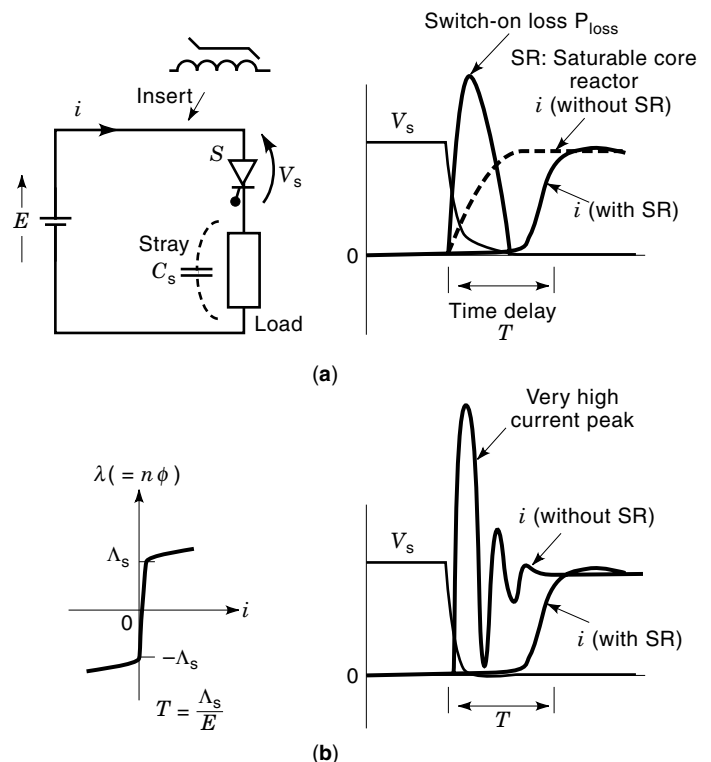 Switch-on loss P_loss
SR: Saturable core
reactor
Insert
i
i (without SR)
V_s
S
V_s
E
i (with SR)
Stray
C_s
0
Load
Time delay
T
(a)
Very high
current peak
λ( = nϕ)
i (without SR)
V_s
Λ_s
0
i
i (with SR)
−Λ_s
0
T = Λ_s / E
T
(b)